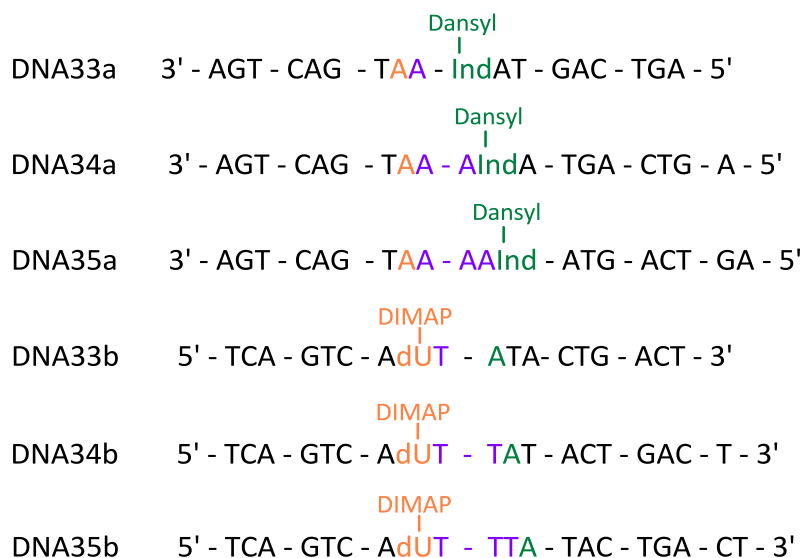 Dansyl
DNA33a 3' - AGT - CAG - TAA - IndAT - GAC - TGA - 5'
Dansyl
DNA34a 3' - AGT - CAG - TAA - AIndA - TGA - CTG - A - 5'
Dansyl
DNA35a 3' - AGT - CAG - TAA - AAInd - ATG - ACT - GA - 5'
DIMAP
DNA33b 5' - TCA - GTC - AdUT - ATA- CTG - ACT - 3'
DIMAP
DNA34b 5' - TCA - GTC - AdUT - TAT - ACT - GAC - T - 3'
DIMAP
DNA35b 5' - TCA - GTC - AdUT - TTA - TAC - TGA - CT - 3'